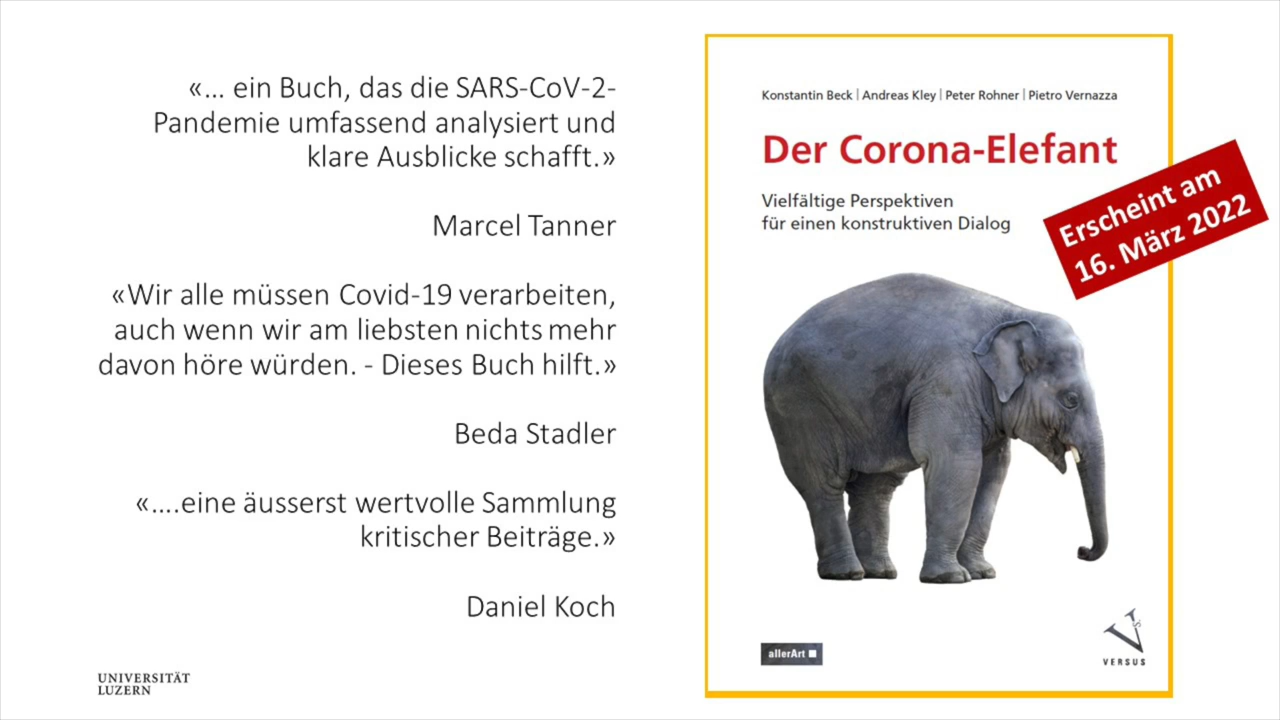 «... ein Buch, das die SARS-CoV-2-
Pandemie umfassend analysiert und
klare Ausblicke schafft.»
Marcel Tanner
«Wir alle müssen Covid-19 verarbeiten,
auch wenn wir am liebsten nichts mehr
davon höre würden. - Dieses Buch hilft.»
Beda Stadler
«....eine äusserst wertvolle Sammlung
kritischer Beiträge.»
Daniel Koch
UNIVERSITÄT
LUZERN
Konstantin Beck | Andreas Kley | Peter Rohner | Pietro Vernazza
Der Corona-Elefant
Vielfältige Perspektiven
für einen konstruktiven Dialog
Erscheint am
16. März 2022
allerArt
Vs
VERSUS